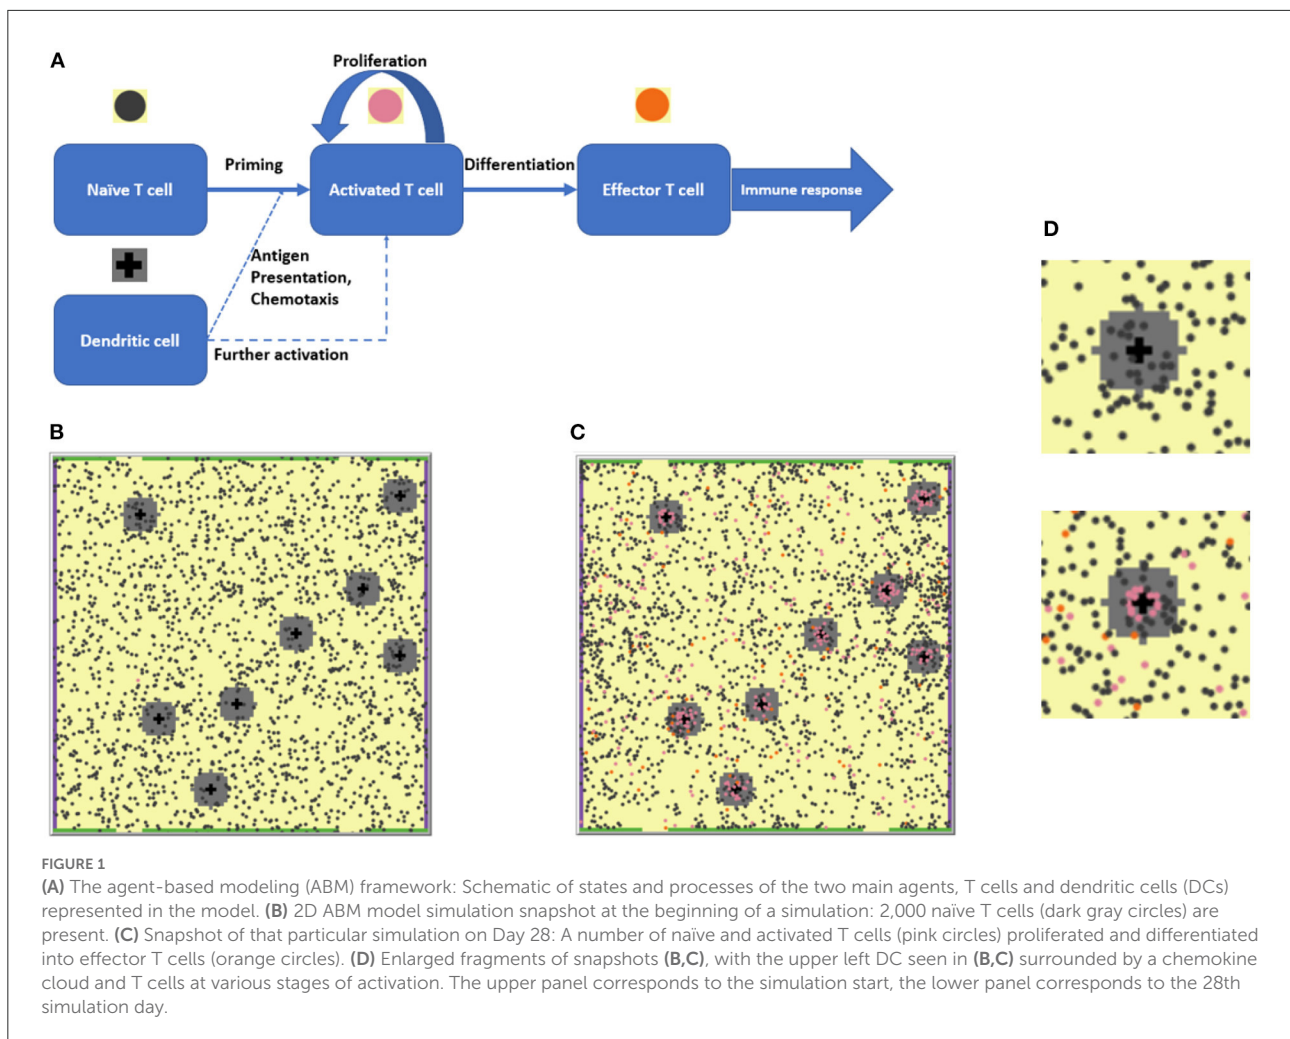 A
Proliferation
Priming
Differentiation
Naïve T cell
Activated T cell
Effector T cell
Immune response
Antigen
Presentation,
Chemotaxis
Dendritic cell
Further activation
B
C
D
FIGURE 1
(A) The agent-based modeling (ABM) framework: Schematic of states and processes of the two main agents, T cells and dendritic cells (DCs)
represented in the model. (B) 2D ABM model simulation snapshot at the beginning of a simulation: 2,000 naïve T cells (dark gray circles) are
present. (C) Snapshot of that particular simulation on Day 28: A number of naïve and activated T cells (pink circles) proliferated and differentiated
into effector T cells (orange circles). (D) Enlarged fragments of snapshots (B,C), with the upper left DC seen in (B,C) surrounded by a chemokine
cloud and T cells at various stages of activation. The upper panel corresponds to the simulation start, the lower panel corresponds to the 28th
simulation day.